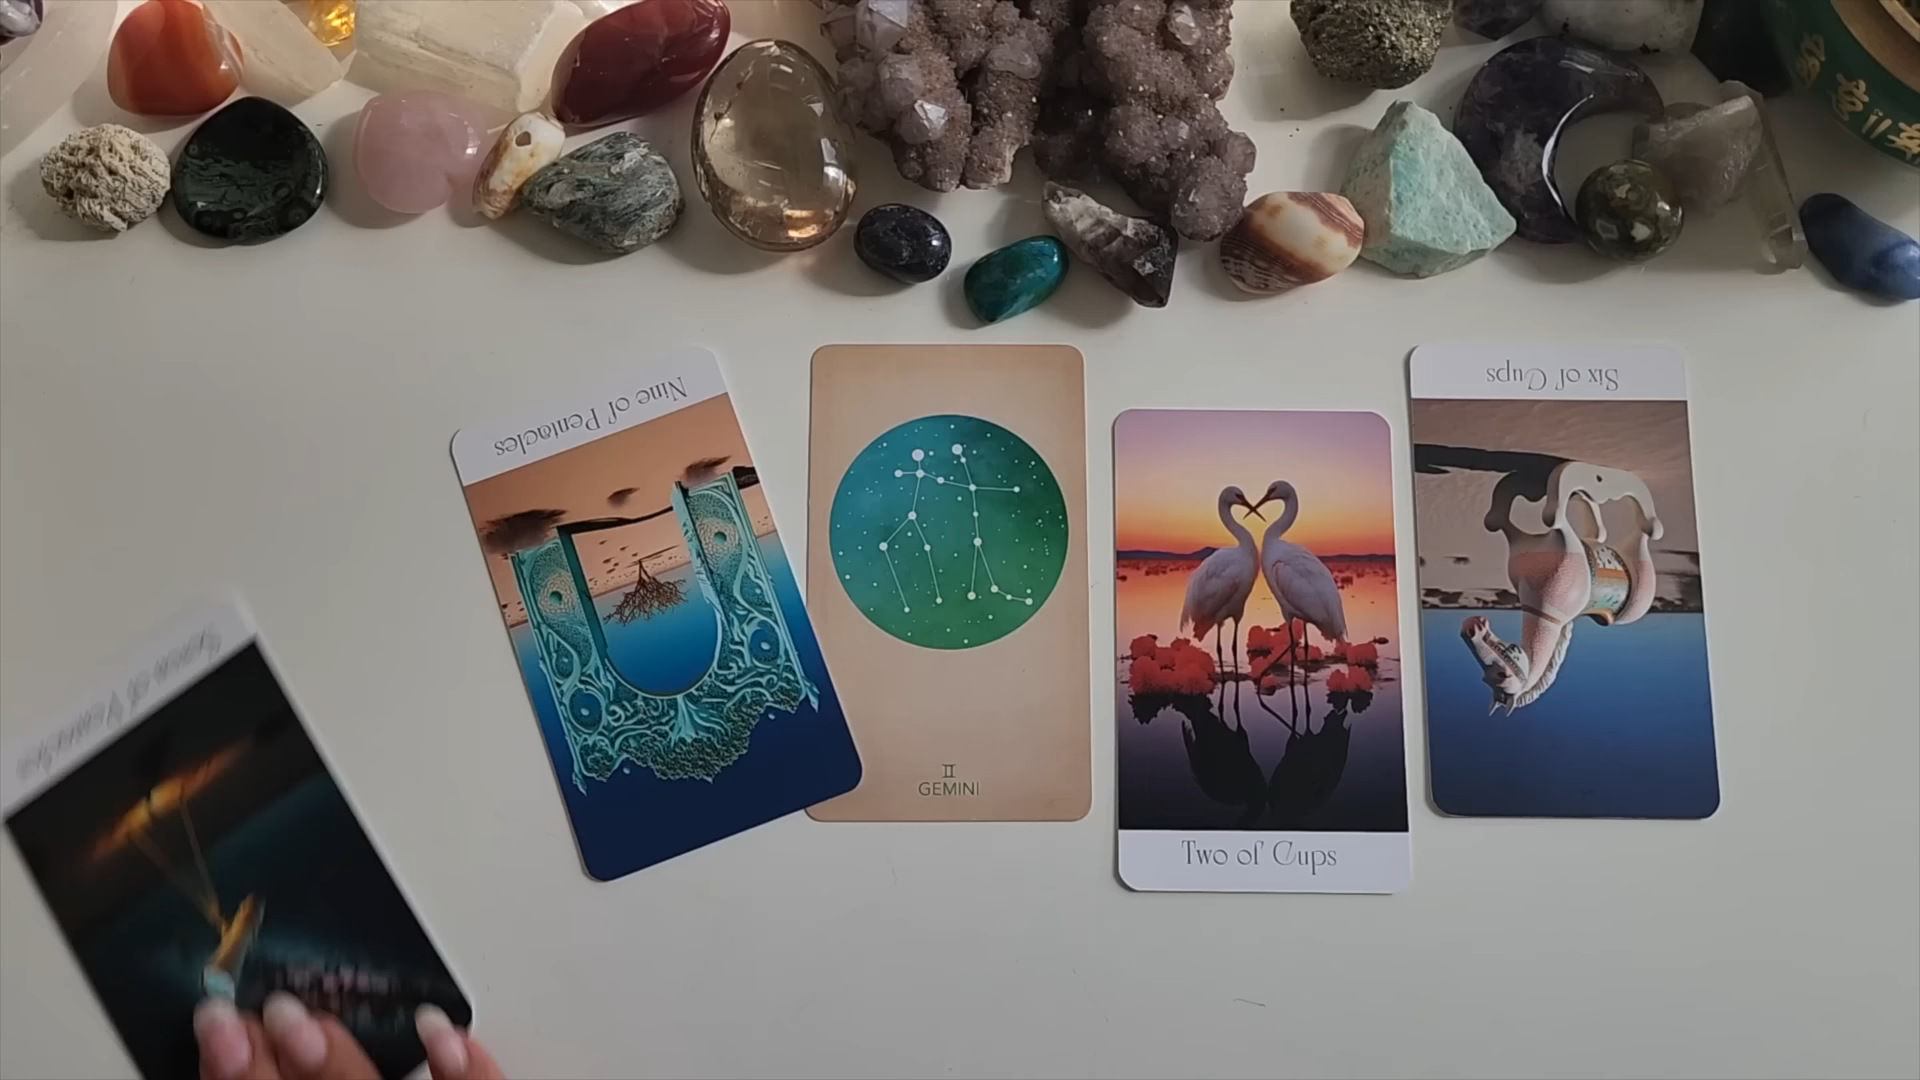 Nine of Pentacles
♊
GEMINI
Two of Cups
Six of Cups